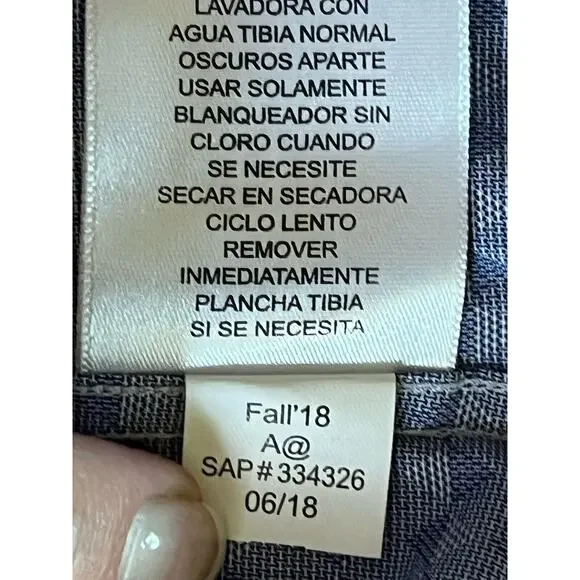 LAVADORA CON
AGUA TIBIA NORMAL
OSCUROS APARTE
USAR SOLAMENTE
BLANQUEADOR SIN
CLORO CUANDO
SE NECESITE
SECAR EN SECADORA
CICLO LENTO
REMOVER
INMEDIATAMENTE
PLANCHA TIBIA
SI SE NECESITA
Fall'18
A@
SAP # 334326
06/18